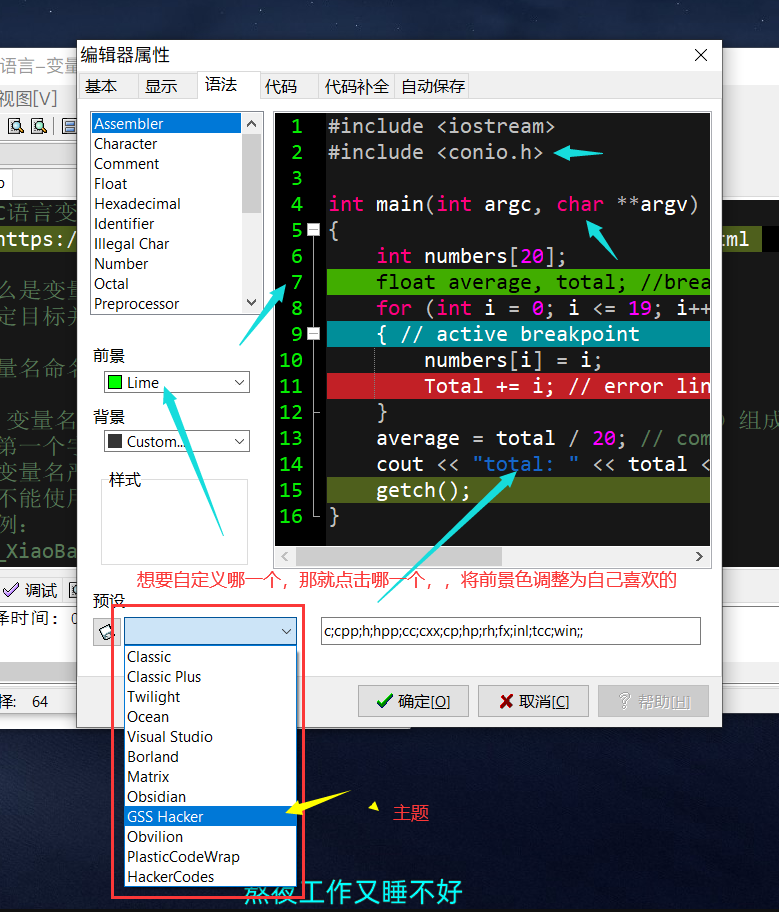 编辑器属性
语言–变量
视图[V]
基本 显示 语法 代码 代码补全 自动保存
Assembler
Character
Comment
Float
Hexadecimal
Identifier
Illegal Char
Number
Octal
Preprocessor
1 #include <iostream>
2 #include <conio.h>
3
4 int main(int argc, char **argv)
5 {
6 int numbers[20];
7 float average, total; //brea
8 for (int i = 0; i <= 19; i++
9 { // active breakpoint
10 numbers[i] = i;
11 Total += i; // error lin
12 }
13 average = total / 20; // com
14 cout << "total: " << total <
15 getch();
16 }
C语言变
https:/
ml
么是变量
定目标并
量名命名
变量名
)组成
第一个字
变量名严
不能使用
例:
_XiaoBa
前景
Lime
背景
Custom...
样式
想要自定义哪一个，那就点击哪一个，，将前景色调整为自己喜欢的
调试
译时间:
预设
c;cpp;h;hpp;cc;cxx;cp;hp;rh;fx;inl;tcc;win;;
择: 64
确定[O] 取消[C] 帮助[H]
Classic
Classic Plus
Twilight
Ocean
Visual Studio
Borland
Matrix
Obsidian
GSS Hacker
Obvilion
PlasticCodeWrap
HackerCodes
主题
熬夜工作又睡不好